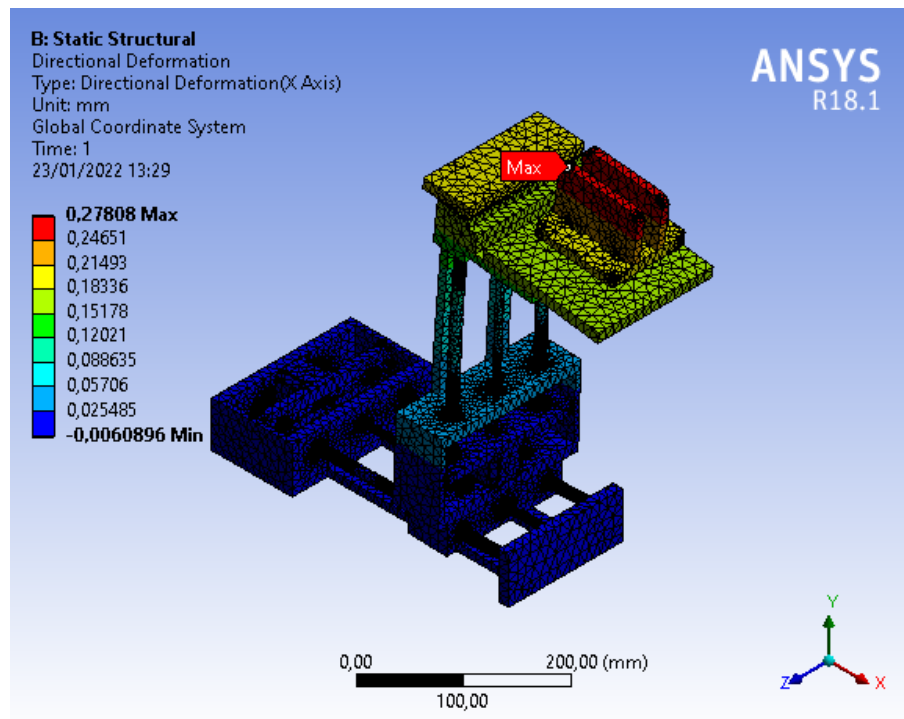 B: Static Structural
Directional Deformation
Type: Directional Deformation(X Axis)
Unit: mm
Global Coordinate System
Time: 1
23/01/2022 13:29
ANSYS
R18.1
0,27808 Max
0,24651
0,21493
0,18336
0,15178
0,12021
0,088635
0,05706
0,025485
-0,0060896 Min
Max
0,00
200,00 (mm)
100,00
Y
Z
X